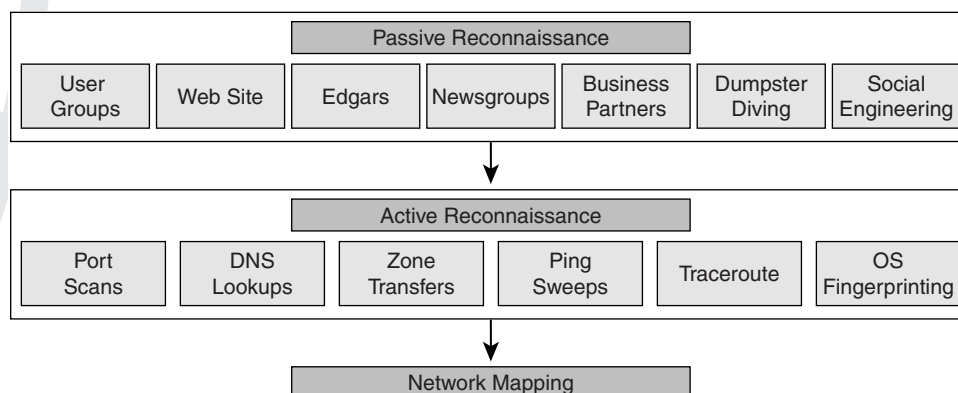 Passive Reconnaissance
User
Groups
Web Site
Edgars
Newsgroups
Business
Partners
Dumpster
Diving
Social
Engineering
Active Reconnaissance
Port
Scans
DNS
Lookups
Zone
Transfers
Ping
Sweeps
Traceroute
OS
Fingerprinting
Network Mapping